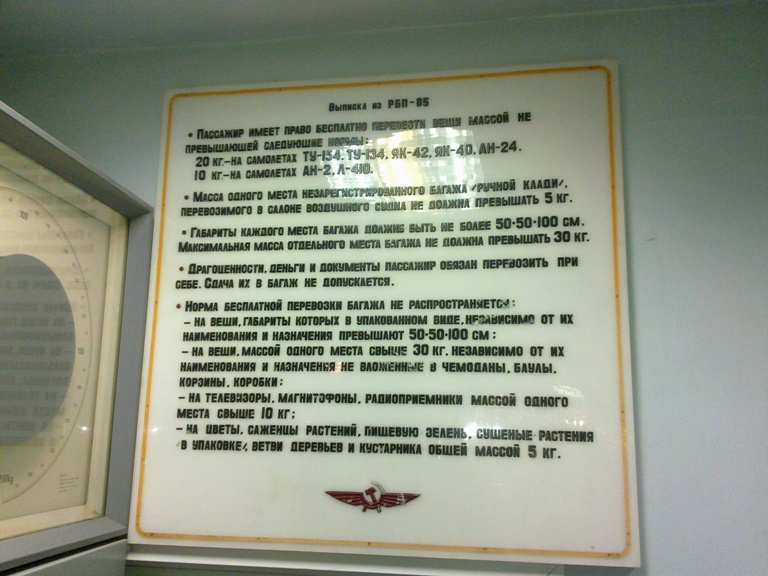 Выписка из РБП-85
• Пассажир имеет право бесплатно перевезти вещи массой не
превышающей следующие нормы:
20 кг.-на самолетах ТУ-154, ТУ-134, ЯК-42, ЯК-40, АН-24.
10 кг.-на самолетах АН-2, Л-410.
• Масса одного места незарегистрированного багажа /ручной клади/,
перевозимого в салоне воздушного судна не должна превышать 5 кг.
• Габариты каждого места багажа должны быть не более 50·50·100 см.
Максимальная масса отдельного места багажа не должна превышать 30 кг.
• Драгоценности, деньги и документы пассажир обязан перевозить при
себе. Сдача их в багаж не допускается.
• Норма бесплатной перевозки багажа не распространяется:
– на вещи, габариты которых в упакованном виде, независимо от их
наименования и назначения превышают 50·50·100 см;
– на вещи, массой одного места свыше 30 кг. независимо от их
наименования и назначения не вложенные в чемоданы, баулы,
корзины, коробки;
– на телевизоры, магнитофоны, радиоприемники массой одного
места свыше 10 кг;
– на цветы, саженцы растений, пищевую зелень, сушеные растения
/в упаковке/, ветви деревьев и кустарника общей массой 5 кг.